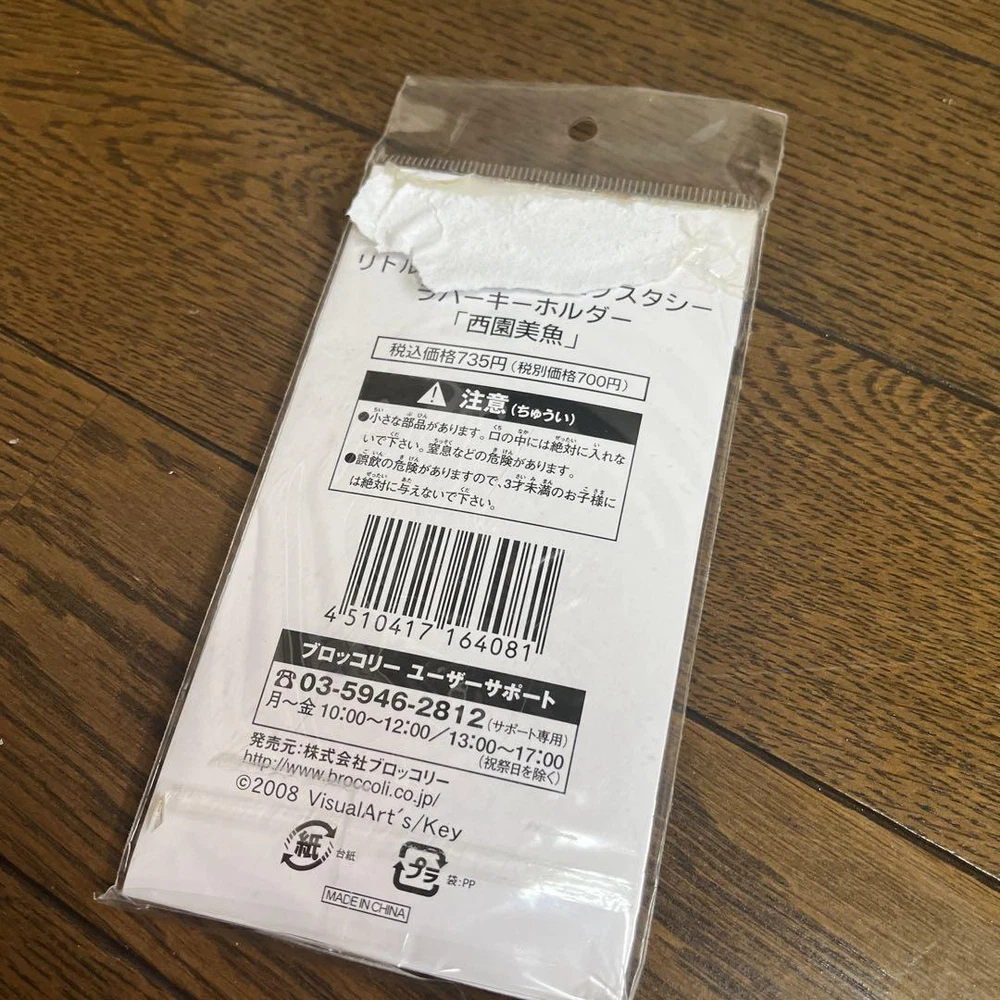 リトル
クスタシー
ラバーキーホルダー
「西園美魚」
税込価格735円(税別価格700円)
注意(ちゅうい)
●小さな部品があります。口の中には絶対に入れな
いで下さい。窒息などの危険があります。
●誤飲の危険がありますので、3才未満のお子様に
は絶対に与えないで下さい。
4 510417 164081
ブロッコリー ユーザーサポート
☎03-5946-2812(サポート専用)
月～金 10:00～12:00／13:00～17:00
(祝祭日を除く)
発売元:株式会社ブロッコリー
http://www.broccoli.co.jp/
©2008 VisualArt's/Key
紙 台紙
プラ 袋:PP
MADE IN CHINA